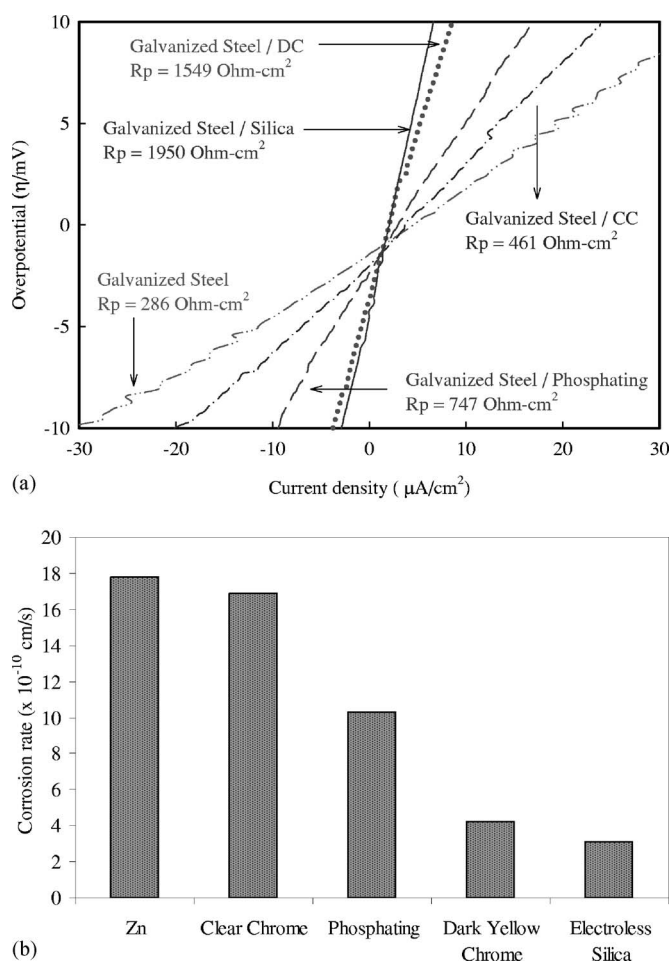 10
5
0
-5
-10
Overpotential (η/mV)
Galvanized Steel / DC
Rp = 1549 Ohm-cm²
Galvanized Steel / Silica
Rp = 1950 Ohm-cm²
Galvanized Steel / CC
Rp = 461 Ohm-cm²
Galvanized Steel
Rp = 286 Ohm-cm²
Galvanized Steel / Phosphating
Rp = 747 Ohm-cm²
-30 -20 -10 0 10 20 30
(a)
Current density ( μA/cm²)
20
18
16
14
12
10
8
6
4
2
0
Corrosion rate (x 10⁻¹⁰ cm/s)
Zn Clear Chrome Phosphating Dark Yellow Electroless
Chrome Silica
(b)